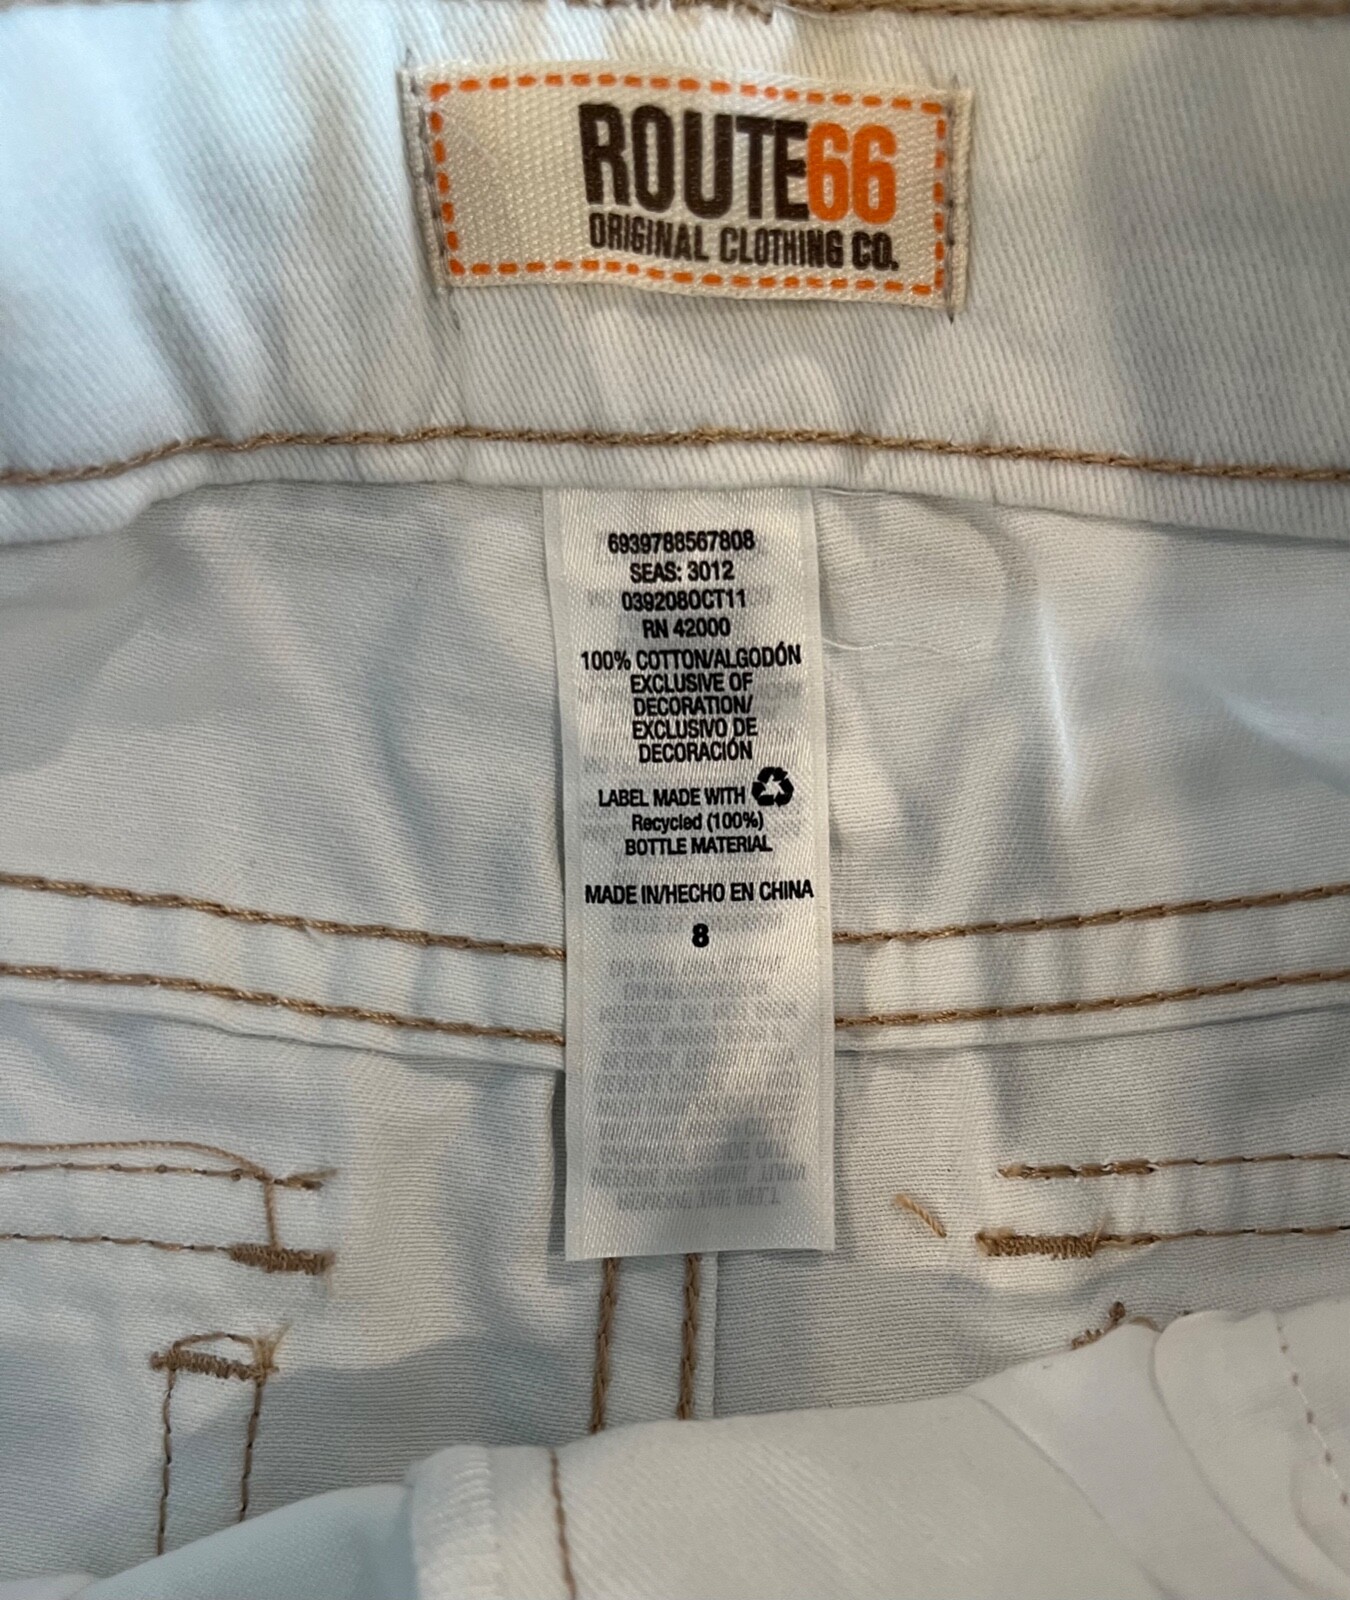 ROUTE66
ORIGINAL CLOTHING CO.
6939788567808
SEAS: 3012
039208OCT11
RN 42000
100% COTTON/ALGODÓN
EXCLUSIVE OF
DECORATION/
EXCLUSIVO DE
DECORACIÓN
LABEL MADE WITH
Recycled (100%)
BOTTLE MATERIAL
MADE IN/HECHO EN CHINA
8